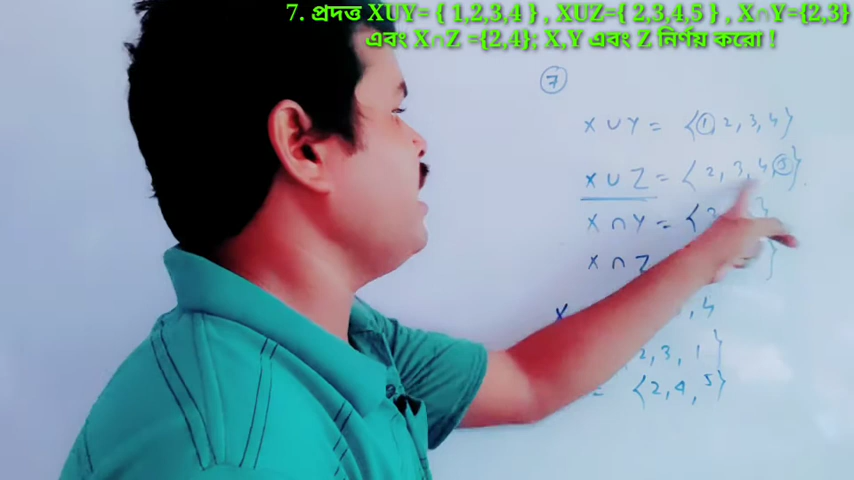 7. প্রদত্ত XUY= { 1,2,3,4 } , XUZ={ 2,3,4,5 } , X∩Y={2,3}
এবং X∩Z ={2,4}; X,Y এবং Z নির্ণয় করো !
7
X U Y = {1 2, 3, 4}
X U Z = {2, 3, 4, 5}
X ∩ Y = {
X ∩ Z
X , 4
2, 3, 1 }
= {2, 4, 5}